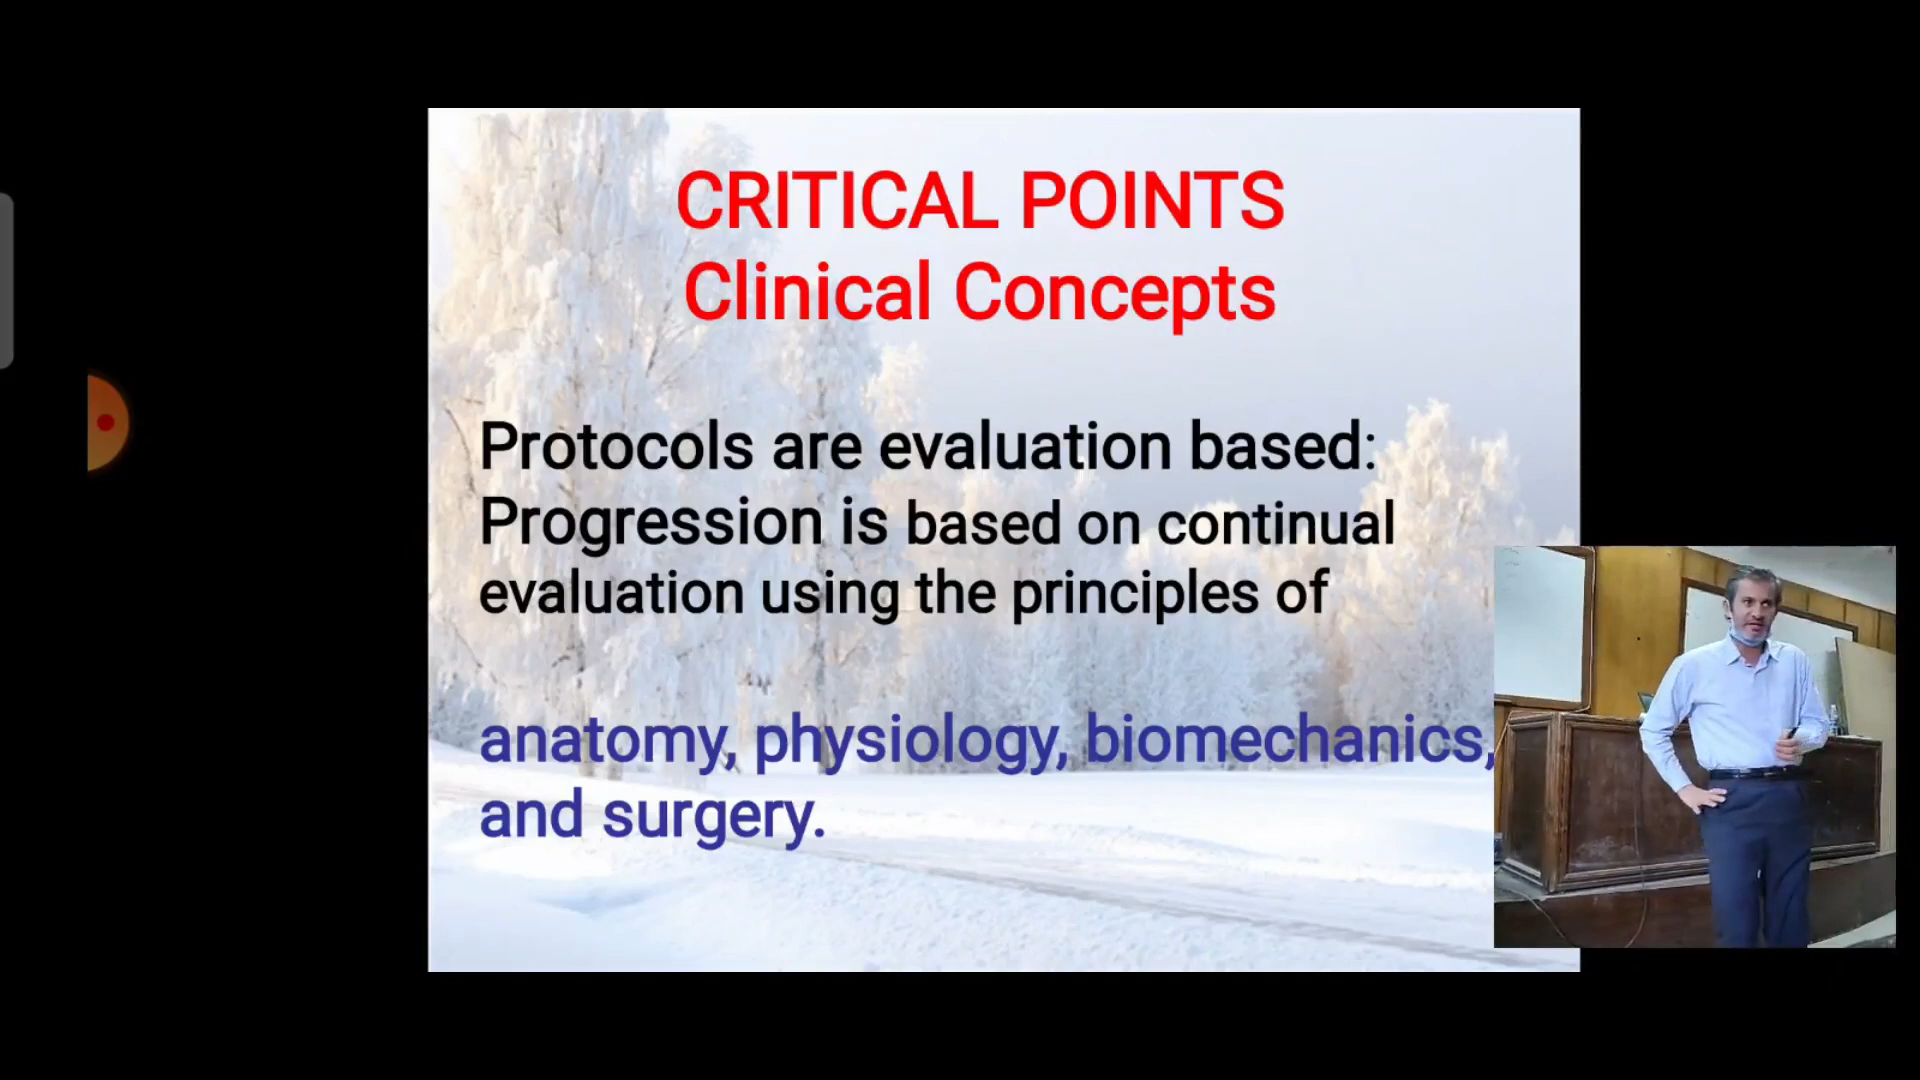 CRITICAL POINTS
Clinical Concepts
Protocols are evaluation based:
Progression is based on continual
evaluation using the principles of
anatomy, physiology, biomechanics,
and surgery.